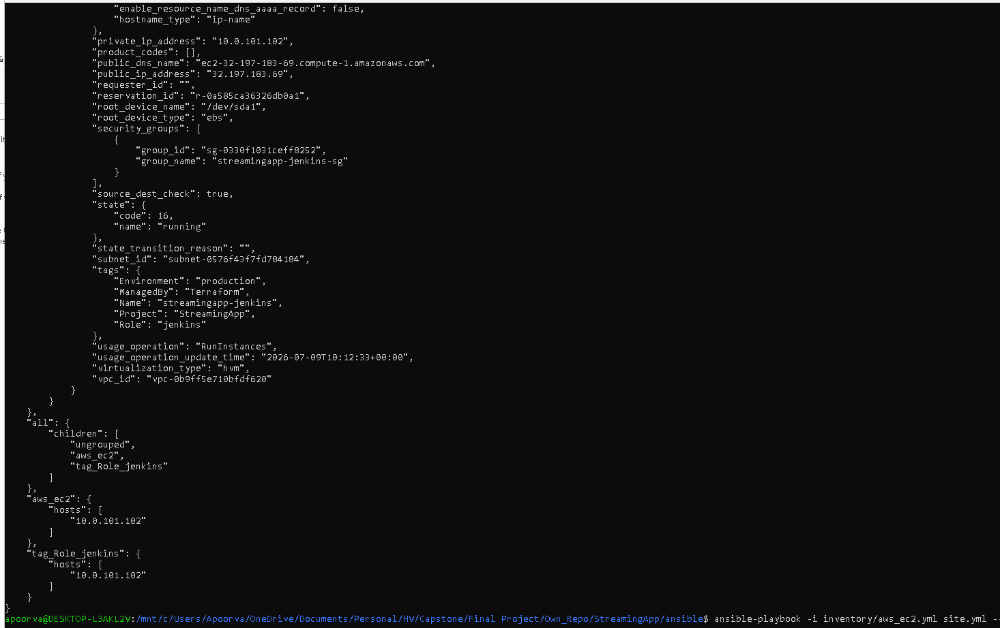 "enable_resource_name_dns_aaaa_record": false,
"hostname_type": "ip-name"
},
"private_ip_address": "10.0.101.102",
"product_codes": [],
"public_dns_name": "ec2-32-197-183-69.compute-1.amazonaws.com",
"public_ip_address": "32.197.183.69",
"requester_id": "",
"reservation_id": "r-0a585ca36326db0a1",
"root_device_name": "/dev/sda1",
"root_device_type": "ebs",
"security_groups": [
{
"group_id": "sg-0330f1031ceff8252",
"group_name": "streamingapp-jenkins-sg"
}
],
"source_dest_check": true,
"state": {
"code": 16,
"name": "running"
},
"state_transition_reason": "",
"subnet_id": "subnet-0576f43f7fd784184",
"tags": {
"Environment": "production",
"ManagedBy": "Terraform",
"Name": "streamingapp-jenkins",
"Project": "StreamingApp",
"Role": "jenkins"
},
"usage_operation": "RunInstances",
"usage_operation_update_time": "2026-07-09T10:12:33+00:00",
"virtualization_type": "hvm",
"vpc_id": "vpc-0b9ff5e710bfdf620"
}
}
},
"all": {
"children": [
"ungrouped",
"aws_ec2",
"tag_Role_jenkins"
]
},
"aws_ec2": {
"hosts": [
"10.0.101.102"
]
},
"tag_Role_jenkins": {
"hosts": [
"10.0.101.102"
]
}
}
apoorva@DESKTOP-L3AKL2V:/mnt/c/Users/Apoorva/OneDrive/Documents/Personal/HV/Capstone/Final Project/Own_Repo/StreamingApp/ansible$ ansible-playbook -i inventory/aws_ec2.yml site.yml --